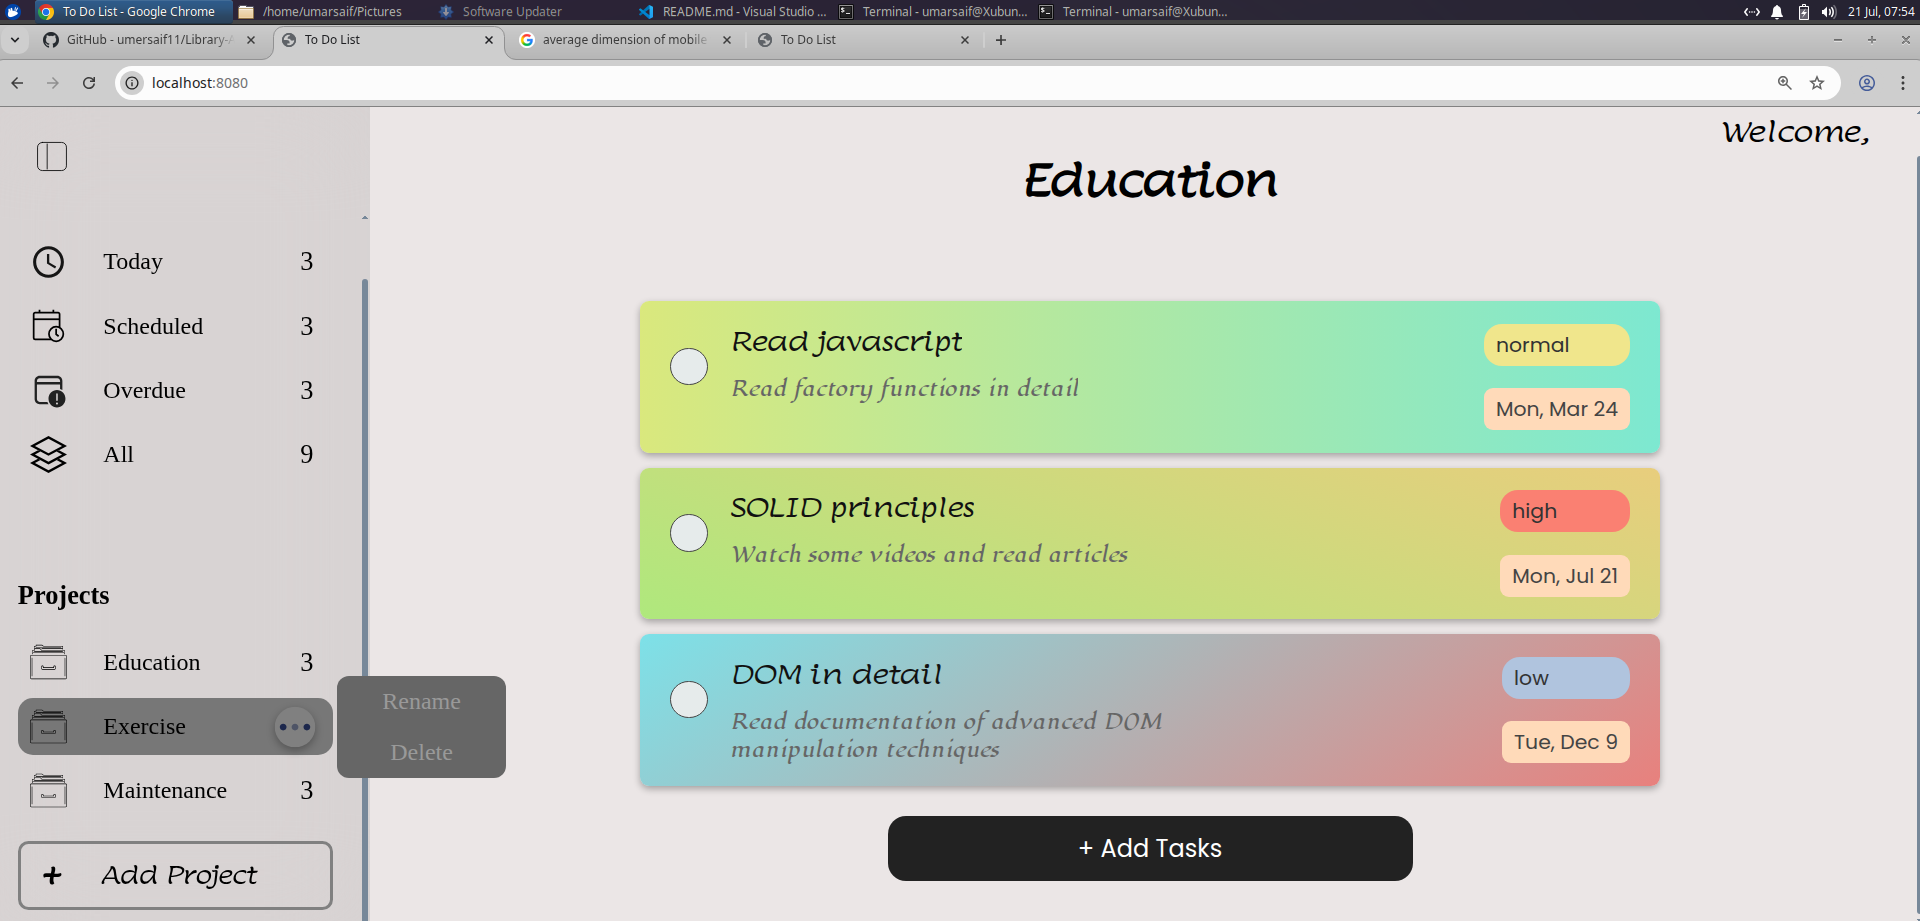 To Do List - Google Chrome
/home/umarsaif/Pictures
Software Updater
README.md - Visual Studio ...
Terminal - umarsaif@Xubun...
Terminal - umarsaif@Xubun...
21 Jul, 07:54
GitHub - umersaif11/Library-A
To Do List
average dimension of mobile
To Do List
localhost:8080
Welcome,
Education
Today 3
Scheduled 3
Overdue 3
All 9
Projects
Education 3
Exercise
Maintenance 3
+ Add Project
Rename
Delete
Read javascript
Read factory functions in detail
normal
Mon, Mar 24
SOLID principles
Watch some videos and read articles
high
Mon, Jul 21
DOM in detail
Read documentation of advanced DOM
manipulation techniques
low
Tue, Dec 9
+ Add Tasks